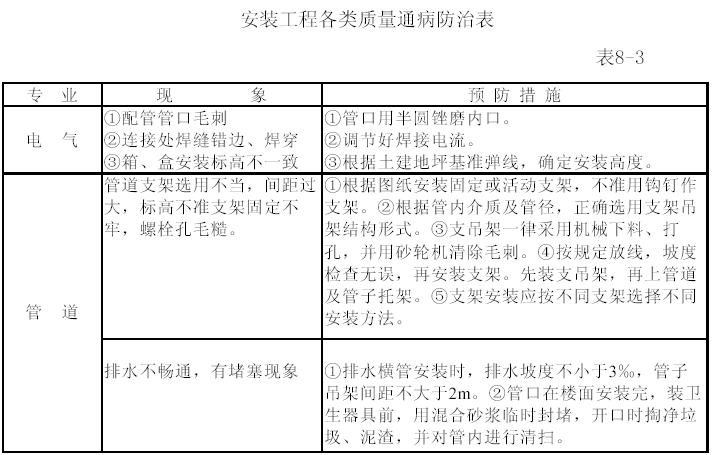 安装工程各类质量通病防治表
表8-3
专 业 现 象 预 防 措 施
电 气
①配管管口毛刺
②连接处焊缝错边、焊穿
③箱、盒安装标高不一致
①管口用半圆锉磨内口。
②调节好焊接电流。
③根据土建地坪基准弹线，确定安装高度。
管 道
管道支架选用不当，间距过
大，标高不准支架固定不
牢，螺栓孔毛糙。
①根据图纸安装固定或活动支架，不准用钩钉作
支架。②根据管内介质及管径，正确选用支架吊
架结构形式。③支吊架一律采用机械下料、打
孔，并用砂轮机清除毛刺。④按规定放线，坡度
检查无误，再安装支架。先装支吊架，再上管道
及管子托架。⑤支架安装应按不同支架选择不同
安装方法。
排水不畅通，有堵塞现象
①排水横管安装时，排水坡度不小于3‰，管子
吊架间距不大于2m。②管口在楼面安装完，装卫
生器具前，用混合砂浆临时封堵，开口时掏净垃
圾、泥渣，并对管内进行清扫。